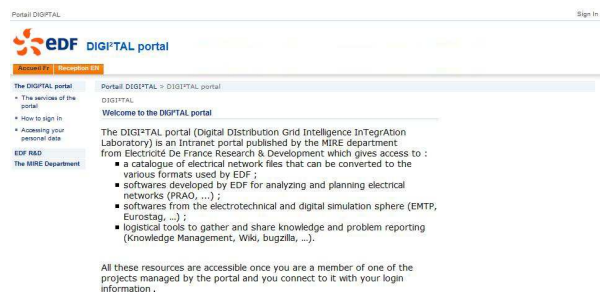 Portail DIGI²TAL
Sign In
edf DIGI²TAL portal
Accueil Fr Reception EN
The DIGI²TAL portal
The services of the portal
How to sign in
Accessing your personal data
EDF R&D
The MIRE Department
Portail DIGI²TAL > DIGI²TAL portal
DIGI²TAL
Welcome to the DIGI²TAL portal
The DIGI²TAL portal (Digital DIstribution Grid Intelligence InTegrAtion
Laboratory) is an Intranet portal published by the MIRE department
from Electricité De France Research & Development which gives access to :
▪ a catalogue of electrical network files that can be converted to the
various formats used by EDF ;
▪ softwares developed by EDF for analyzing and planning electrical
networks (PRAO, ...) ;
▪ softwares from the electrotechnical and digital simulation sphere (EMTP,
Eurostag, …) ;
▪ logistical tools to gather and share knowledge and problem reporting
(Knowledge Management, Wiki, bugzilla, …).
All these resources are accessible once you are a member of one of the
projects managed by the portal and you connect to it with your login
information .